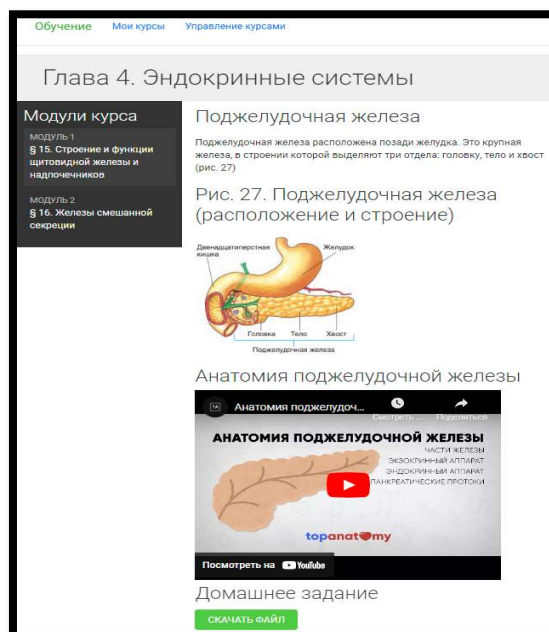 Обучение Мои курсы Управление курсами
Глава 4. Эндокринные системы
Модули курса
МОДУЛЬ 1
§ 15. Строение и функции
щитовидной железы и
надпочечников
МОДУЛЬ 2
§ 16. Железы смешанной
секреции
Поджелудочная железа
Поджелудочная железа расположена позади желудка. Это крупная
железа, в строении которой выделяют три отдела: головку, тело и хвост
(рис. 27)
Рис. 27. Поджелудочная железа
(расположение и строение)
Двенадцатиперстная
кишка
Желудок
Головка Тело Хвост
Поджелудочная железа
Анатомия поджелудочной железы
Анатомия поджелудоч...
Смотреть ... Поделиться
АНАТОМИЯ ПОДЖЕЛУДОЧНОЙ ЖЕЛЕЗЫ
ЧАСТИ ЖЕЛЕЗЫ
ЭКЗОКРИННЫЙ АППАРАТ
ЭНДОКРИННЫЙ АППАРАТ
ПАНКРЕАТИЧЕСКИЕ ПРОТОКИ
topanatomy
Посмотреть на YouTube
Домашнее задание
СКАЧАТЬ ФАЙЛ